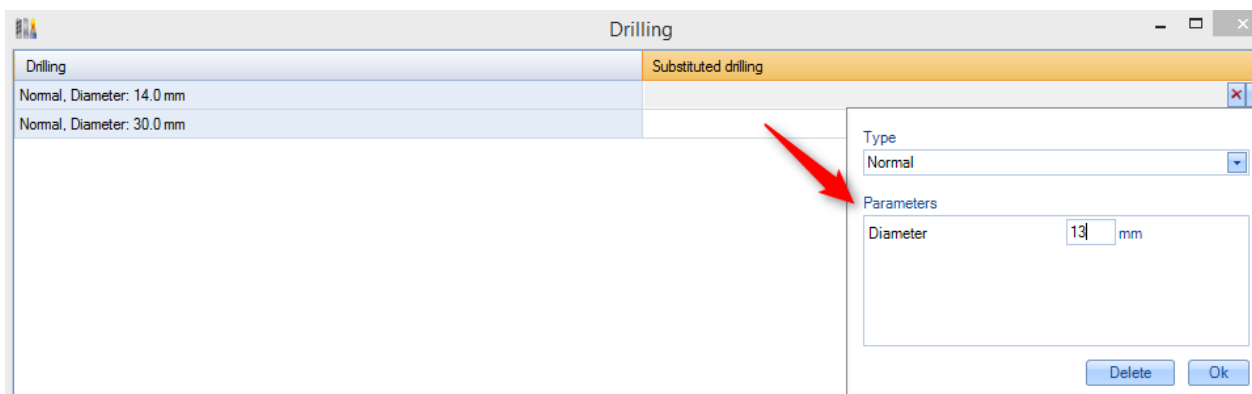 Drilling
Drilling Substituted drilling
Normal, Diameter: 14.0 mm
Normal, Diameter: 30.0 mm
Type
Normal
Parameters
Diameter 13 mm
Delete Ok